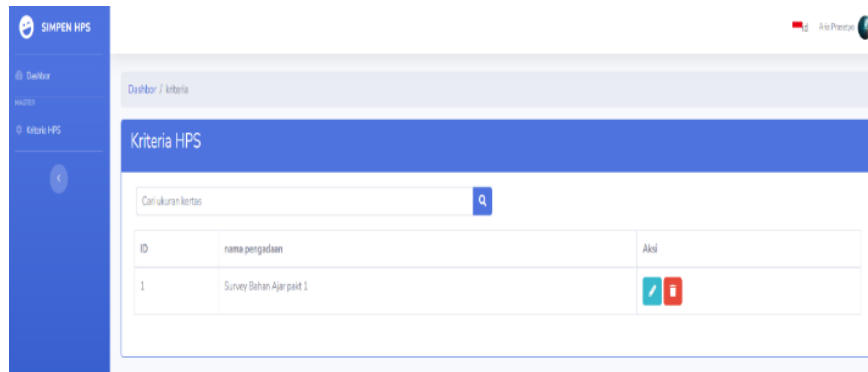 SIMPEN HPS
id
Dashbor
MASTER
Kriteria HPS
Dashbor / kriteria
Kriteria HPS
Cari ukuran kertas
ID nama pengadaan Aksi
1 Survey Bahan Ajar pakt 1